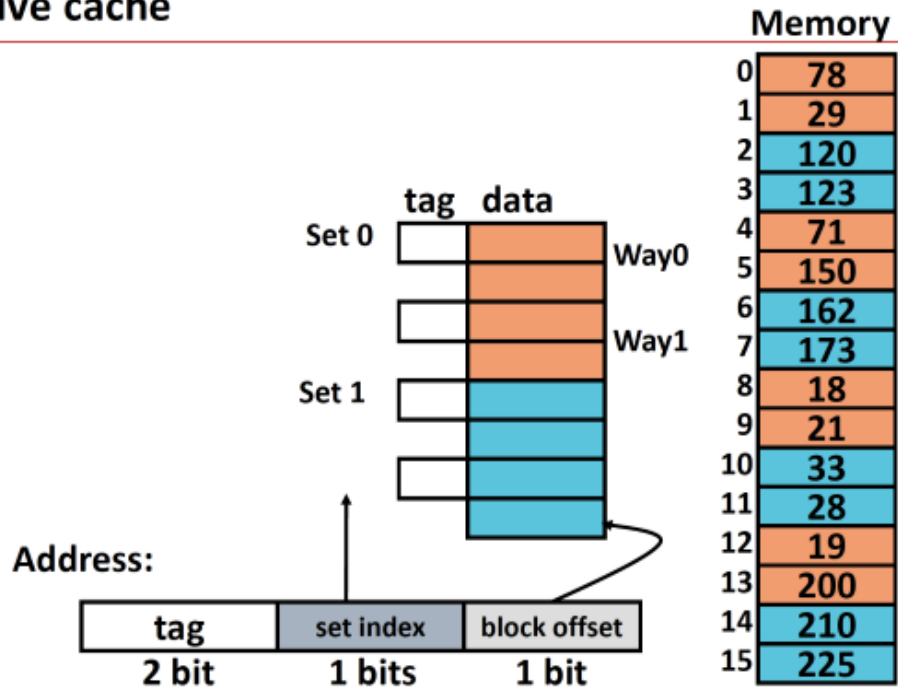 ive cache
Memory
0 78
1 29
2 120
3 123
4 71
5 150
6 162
7 173
8 18
9 21
10 33
11 28
12 19
13 200
14 210
15 225
tag data
Set 0
Way0
Way1
Set 1
Address:
tag set index block offset
2 bit 1 bits 1 bit